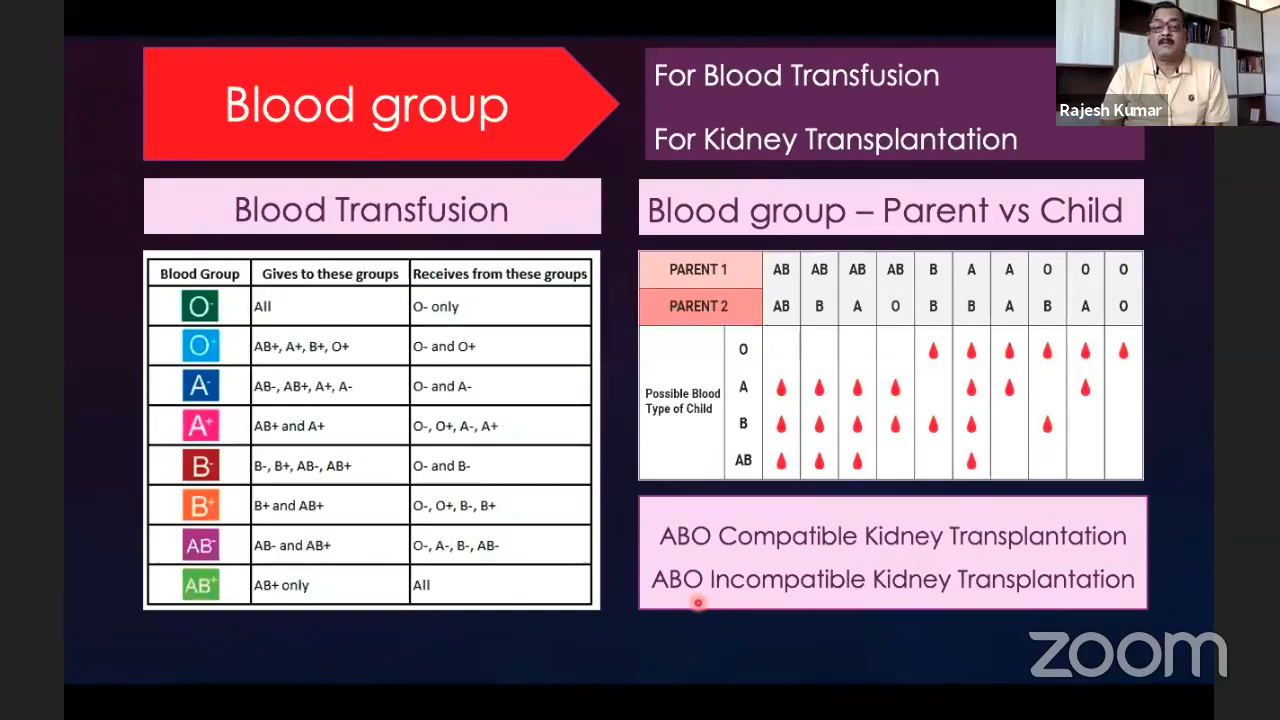 Blood group
For Blood Transfusion
For Kidney Transplantation
Rajesh Kumar
Blood Transfusion
Blood Group Gives to these groups Receives from these groups
O- All O- only
O+ AB+, A+, B+, O+ O- and O+
A- AB-, AB+, A+, A- O- and A-
A+ AB+ and A+ O-, O+, A-, A+
B- B-, B+, AB-, AB+ O- and B-
B+ B+ and AB+ O-, O+, B-, B+
AB- AB- and AB+ O-, A-, B-, AB-
AB+ AB+ only All
Blood group – Parent vs Child
PARENT 1 AB AB AB AB B A A O O O
PARENT 2 AB B A O B B A B A O
Possible Blood
Type of Child
O
A
B
AB
ABO Compatible Kidney Transplantation
ABO Incompatible Kidney Transplantation
zoom